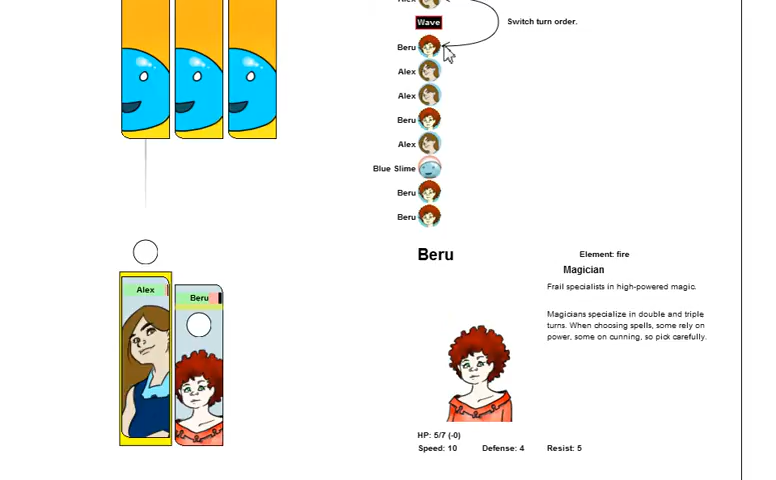 Wave
Switch turn order.
Beru
Alex
Alex
Beru
Alex
Blue Slime
Beru
Beru
Alex
Beru
Beru
Element: fire
Magician
Frail specialists in high-powered magic.
Magicians specialize in double and triple
turns. When choosing spells, some rely on
power, some on cunning, so pick carefully.
HP: 5/7 (-0)
Speed: 10 Defense: 4 Resist: 5